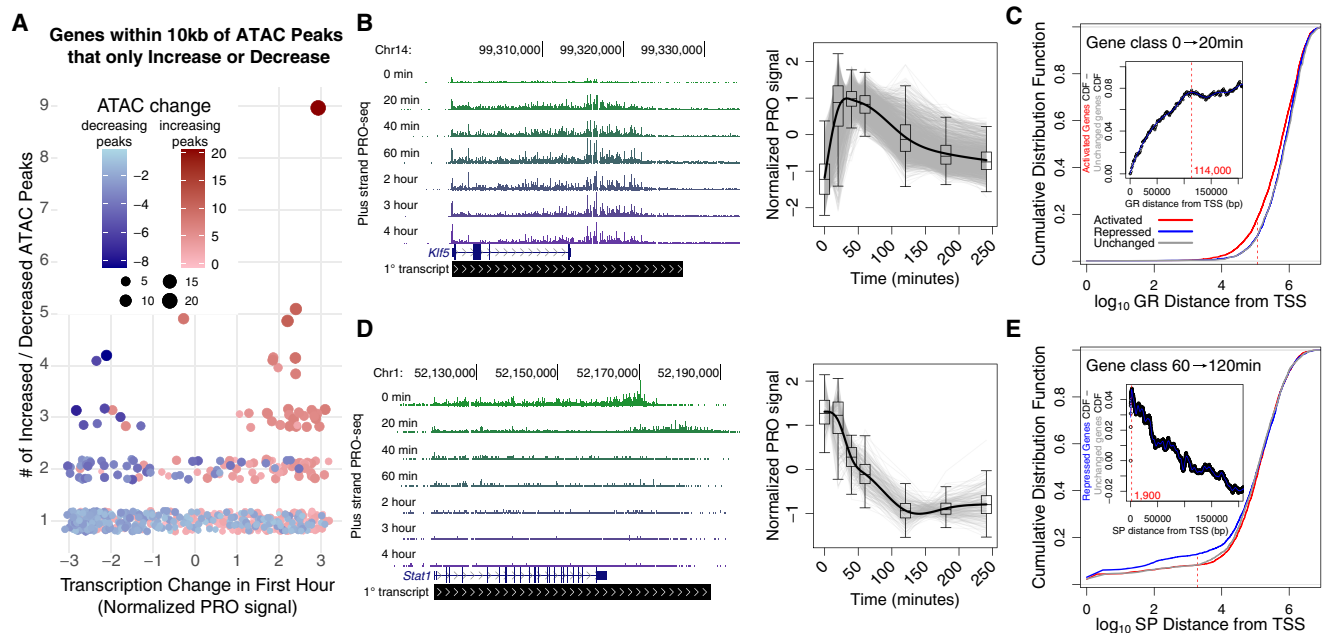 A
Genes within 10kb of ATAC Peaks
that only Increase or Decrease
# of Increased / Decreased ATAC Peaks
9
8
7
6
5
4
3
2
1
ATAC change
decreasing
peaks
increasing
peaks
−2
−4
−6
−8
20
15
10
5
0
5
10
15
20
−3
−2
−1
0
1
2
3
Transcription Change in First Hour
(Normalized PRO signal)
B
Chr14:
99,310,000
99,320,000
99,330,000
Plus strand PRO-seq
0 min
20 min
40 min
60 min
2 hour
3 hour
4 hour
Klf5
1° transcript
Normalized PRO signal
2
1
0
−1
−2
0
50
100
150
200
250
Time (minutes)
C
Cumulative Distribution Function
1.0
0.8
0.6
0.4
0.2
Gene class 0→20min
Activated Genes CDF −
Unchanged genes CDF
0.08
0.04
0.00
114,000
0
50000
150000
GR distance from TSS (bp)
Activated
Repressed
Unchanged
0
2
4
6
log10 GR Distance from TSS
D
Chr1:
52,130,000
52,150,000
52,170,000
52,190,000
Plus strand PRO-seq
0 min
20 min
40 min
60 min
2 hour
3 hour
4 hour
Stat1
1° transcript
Normalized PRO signal
2
1
0
−1
0
50
100
150
200
250
Time (minutes)
E
Cumulative Distribution Function
1.0
0.8
0.6
0.4
0.2
Gene class 60→120min
Repressed Genes CDF −
Unchanged genes CDF
0.04
0.02
0
−0.02
1,900
0
50000
150000
SP distance from TSS (bp)
0
2
4
6
log10 SP Distance from TSS